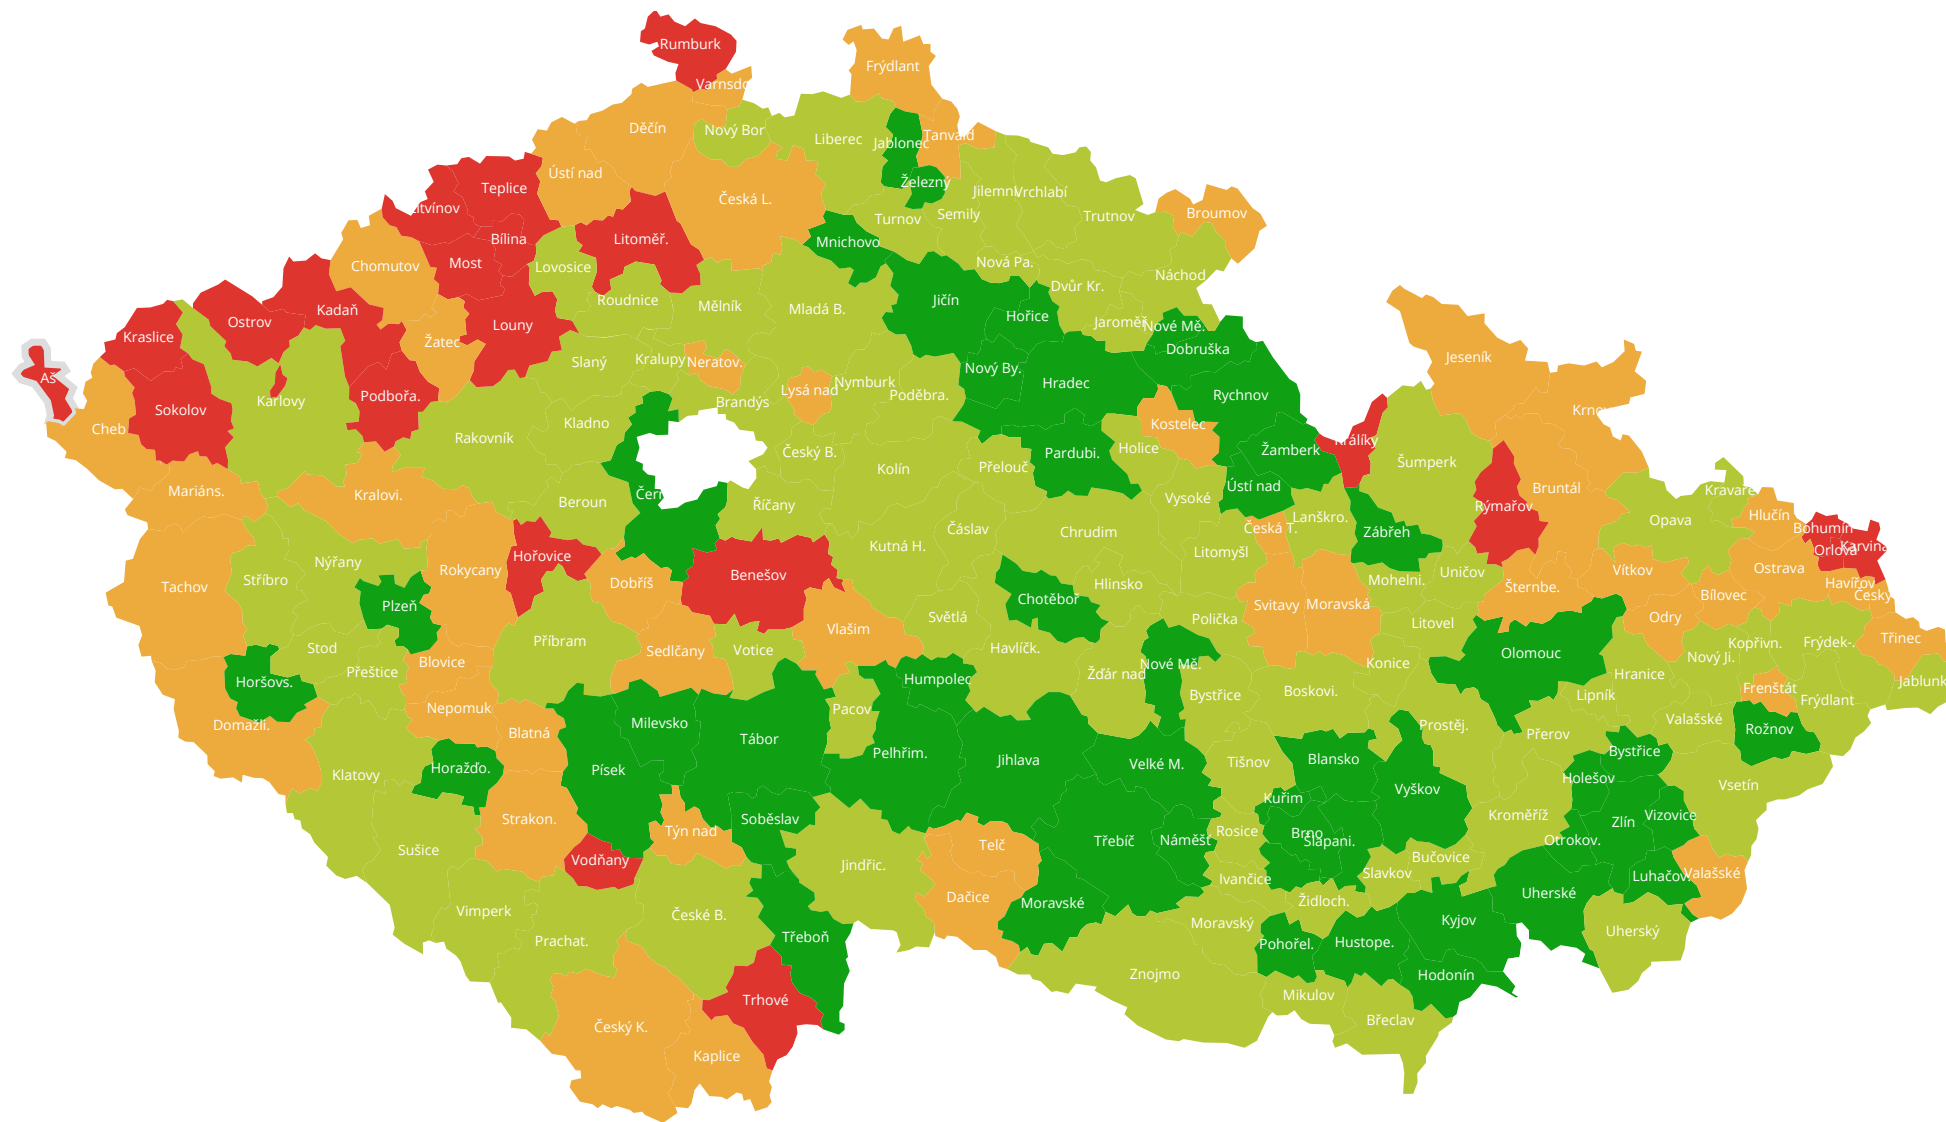 Rumburk
Frýdlant
Varnsdo
Děčín
Nový Bor
Liberec
Jablonec
Tanvald
Ústí nad
Teplice
Železný
Jilemni
Vrchlabí
Česká L.
tvínov
Turnov
Semily
Trutnov
Broumov
Bílina
Litoměř.
Mnichovo
Most
Lovosice
Chomutov
Nová Pa.
Náchod
Dvůr Kr.
Roudnice
Mělník
Mladá B.
Jičín
Kadaň
Ostrov
Louny
Hořice
Jaroměř
Nové Mě.
Kraslice
Žatec
Dobruška
Jeseník
Slaný
Kralupy
Neratov.
Nový By.
Aš
Hradec
Lysá nad
Nymburk
Poděbra.
Rychnov
Podbořa.
Karlovy
Brandýs
Sokolov
Krno
Cheb
Kladno
Kostelec
Rakovník
Králíky
Holice
Žamberk
Český B.
Pardubi.
Šumperk
Kolín
Přelouč
Mariáns.
Kralovi.
Čern
Ústí nad
Bruntál
Kravaře
Beroun
Říčany
Vysoké
Rýmařov
Lanškro.
Hlučín
Opava
Čáslav
Chrudim
Česká T.
Zábřeh
Bohumín
Kutná H.
Karviná
Orlová
Hořovice
Litomyšl
Nýřany
Rokycany
Benešov
Dobříš
Stříbro
Tachov
Hlinsko
Mohelni.
Uničov
Vítkov
Ostrava
Havířov
Český
Šternbe.
Bílovec
Plzeň
Chotěboř
Svitavy
Moravská
Světlá
Polička
Odry
Litovel
Vlašim
Příbram
Třinec
Kopřivn.
Frýdek-.
Stod
Votice
Sedlčany
Havlíčk.
Olomouc
Nový Ji.
Blovice
Konice
Nové Mě.
Přeštice
Žďár nad
Hranice
Horšovs.
Humpolec
Jablunk
Frenštát
Boskovi.
Bystřice
Lipník
Frýdlant
Nepomuk
Pacov
Valašské
Domažli.
Milevsko
Prostěj.
Rožnov
Blatná
Přerov
Tábor
Bystřice
Pelhřim.
Jihlava
Velké M.
Tišnov
Blansko
Horažďo.
Písek
Klatovy
Holešov
Vsetín
Vyškov
Kuřim
Strakon.
Soběslav
Kroměříž
Vizovice
Zlín
Týn nad
Rosice
Brno
Šlapani.
Třebíč
Náměšť
Otrokov.
Telč
Sušice
Vodňany
Bučovice
Jindřic.
Slavkov
Valašské
Luhačov.
Ivančice
Uherské
Dačice
Moravské
Židloch.
Vimperk
České B.
Kyjov
Moravský
Uherský
Třeboň
Prachat.
Pohořel.
Hustope.
Znojmo
Hodonín
Mikulov
Trhové
Břeclav
Český K.
Kaplice